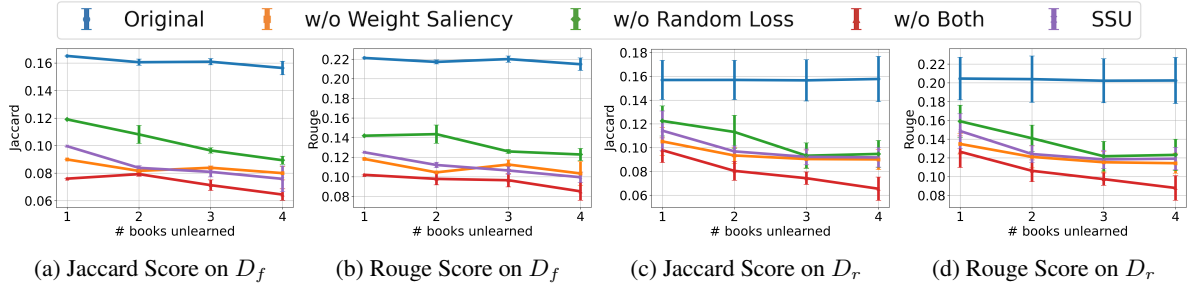 Original w/o Weight Saliency w/o Random Loss w/o Both SSU
Jaccard
0.16
0.14
0.12
0.10
0.08
0.06
1 2 3 4
# books unlearned
(a) Jaccard Score on D_f
Rouge
0.22
0.20
0.18
0.16
0.14
0.12
0.10
0.08
1 2 3 4
# books unlearned
(b) Rouge Score on D_f
Jaccard
0.18
0.16
0.14
0.12
0.10
0.08
0.06
1 2 3 4
# books unlearned
(c) Jaccard Score on D_r
Rouge
0.22
0.20
0.18
0.16
0.14
0.12
0.10
0.08
1 2 3 4
# books unlearned
(d) Rouge Score on D_r